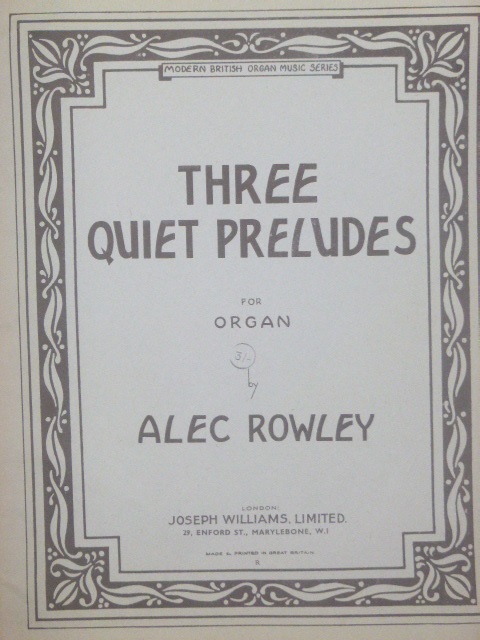 MODERN BRITISH ORGAN MUSIC SERIES
THREE
QUIET PRELUDES
FOR
ORGAN
3/-
by
ALEC ROWLEY
LONDON:
JOSEPH WILLIAMS, LIMITED.
29, ENFORD ST., MARYLEBONE, W.1
MADE & PRINTED IN GREAT BRITAIN